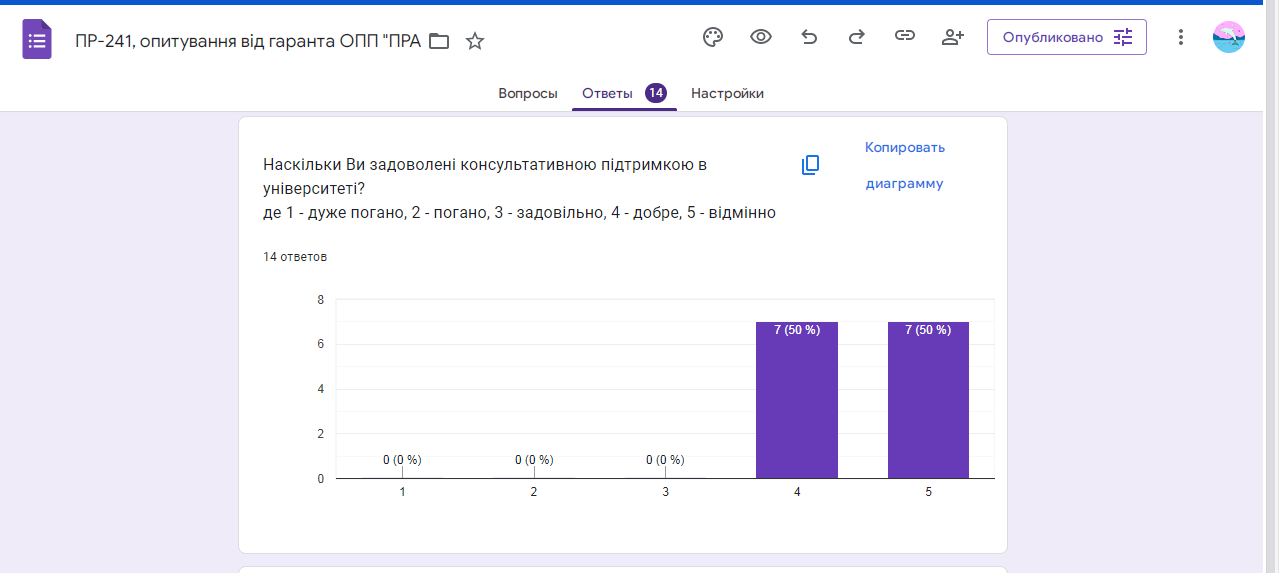 ПР-241, опитування від гаранта ОПП "ПРА
Опубликовано
Вопросы
Ответы 14
Настройки
Наскільки Ви задоволені консультативною підтримкою в
університеті?
де 1 - дуже погано, 2 - погано, 3 - задовільно, 4 - добре, 5 - відмінно
Копировать
диаграмму
14 ответов
8
6
4
2
0
0 (0 %)
0 (0 %)
0 (0 %)
7 (50 %)
7 (50 %)
1
2
3
4
5